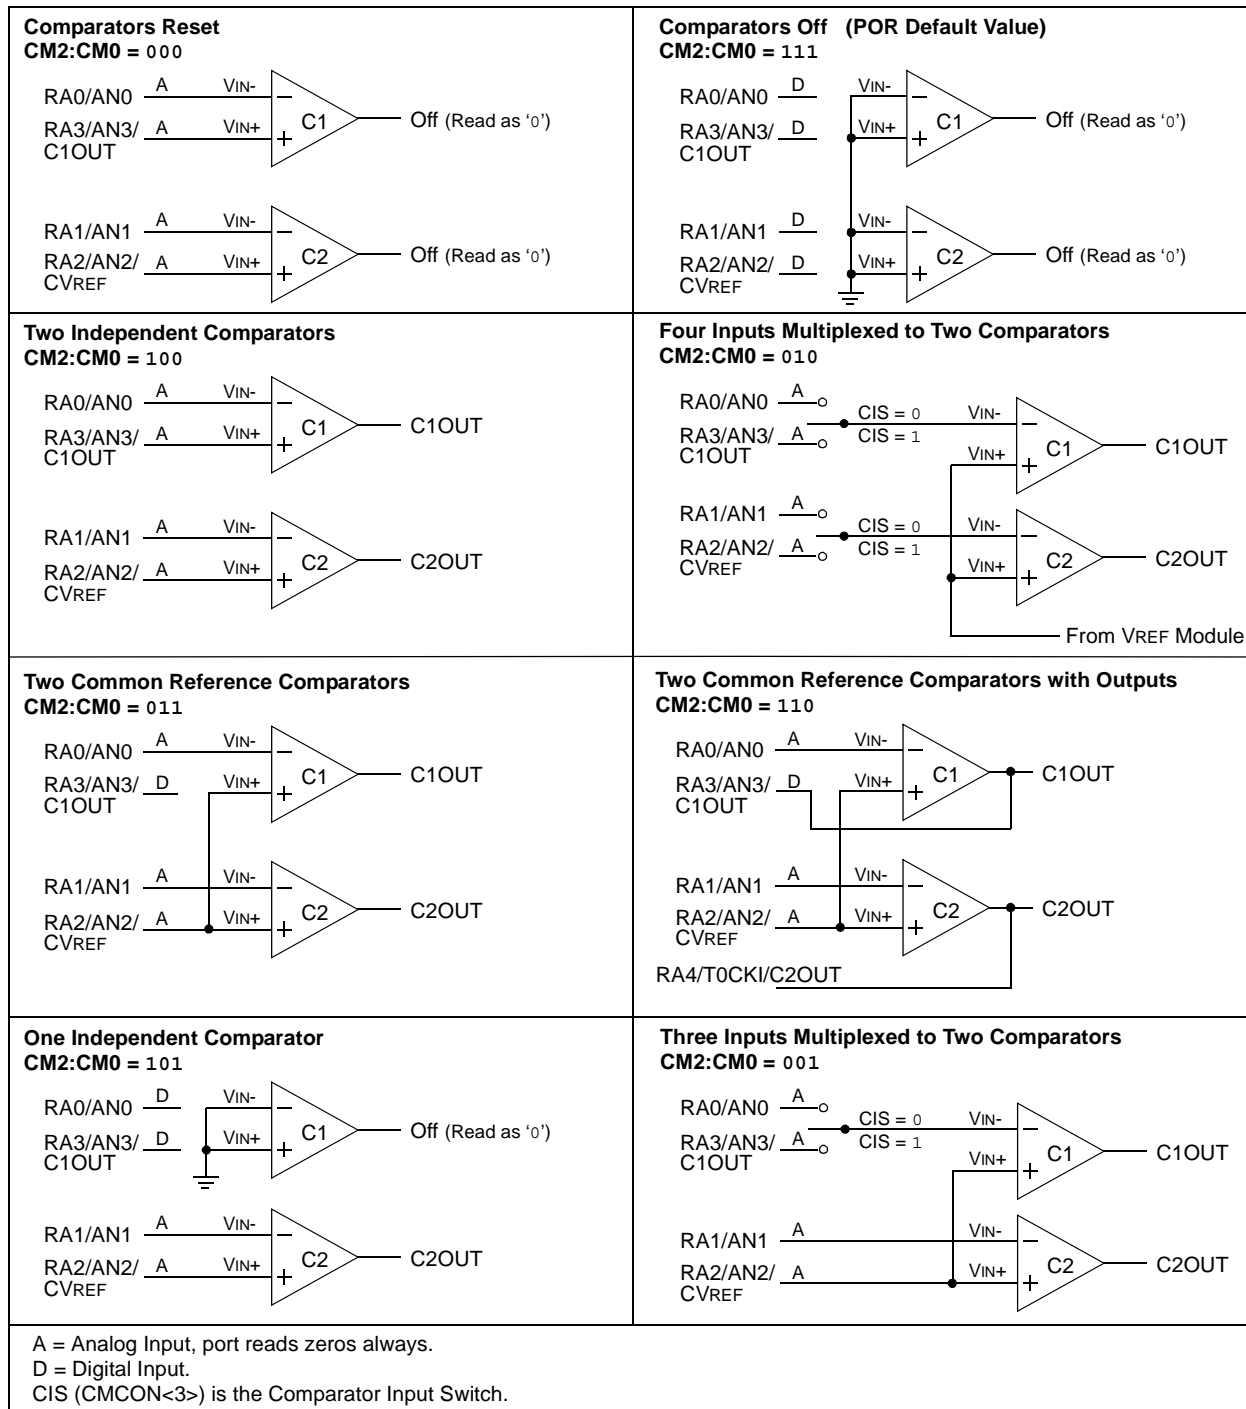 Comparators Reset
CM2:CM0 = 000
RA0/AN0 A VIN-
RA3/AN3/ A VIN+
C1OUT
C1
Off (Read as ‘0’)
RA1/AN1 A VIN-
RA2/AN2/ A VIN+
CVREF
C2
Off (Read as ‘0’)
Comparators Off (POR Default Value)
CM2:CM0 = 111
RA0/AN0 D VIN-
RA3/AN3/ D VIN+
C1OUT
C1
Off (Read as ‘0’)
RA1/AN1 D VIN-
RA2/AN2/ D VIN+
CVREF
C2
Off (Read as ‘0’)
Two Independent Comparators
CM2:CM0 = 100
RA0/AN0 A VIN-
RA3/AN3/ A VIN+
C1OUT
C1
C1OUT
RA1/AN1 A VIN-
RA2/AN2/ A VIN+
CVREF
C2
C2OUT
Four Inputs Multiplexed to Two Comparators
CM2:CM0 = 010
RA0/AN0 A
CIS = 0 VIN-
RA3/AN3/ A CIS = 1
C1OUT
VIN+
C1
C1OUT
RA1/AN1 A
CIS = 0 VIN-
RA2/AN2/ A CIS = 1
CVREF
VIN+
C2
C2OUT
From VREF Module
Two Common Reference Comparators
CM2:CM0 = 011
RA0/AN0 A VIN-
RA3/AN3/ D VIN+
C1OUT
C1
C1OUT
RA1/AN1 A VIN-
RA2/AN2/ A VIN+
CVREF
C2
C2OUT
Two Common Reference Comparators with Outputs
CM2:CM0 = 110
RA0/AN0 A VIN-
RA3/AN3/ D VIN+
C1OUT
C1
C1OUT
RA1/AN1 A VIN-
RA2/AN2/ A VIN+
CVREF
C2
C2OUT
RA4/T0CKI/C2OUT
One Independent Comparator
CM2:CM0 = 101
RA0/AN0 D VIN-
RA3/AN3/ D VIN+
C1OUT
C1
Off (Read as ‘0’)
RA1/AN1 A VIN-
RA2/AN2/ A VIN+
CVREF
C2
C2OUT
Three Inputs Multiplexed to Two Comparators
CM2:CM0 = 001
RA0/AN0 A
CIS = 0 VIN-
RA3/AN3/ A CIS = 1
C1OUT
VIN+
C1
C1OUT
RA1/AN1 A VIN-
RA2/AN2/ A VIN+
CVREF
C2
C2OUT
A = Analog Input, port reads zeros always.
D = Digital Input.
CIS (CMCON<3>) is the Comparator Input Switch.